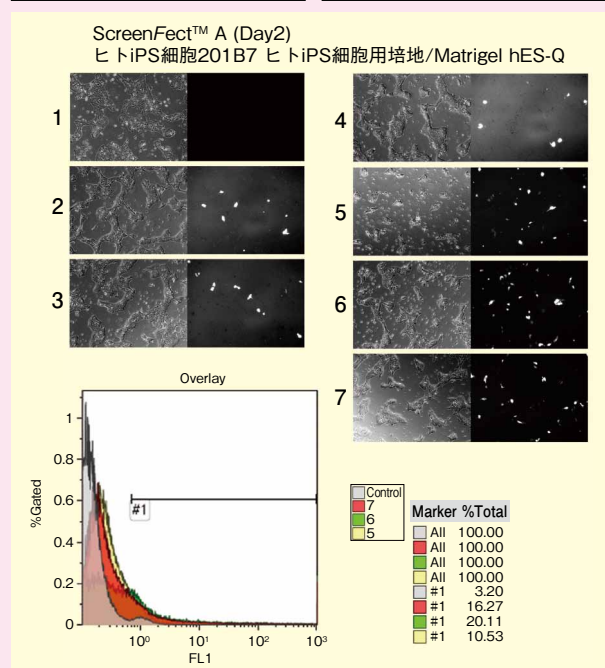 ScreenFect™ A (Day2)
ヒトiPS細胞201B7 ヒトiPS細胞用培地/Matrigel hES-Q
1
2
3
4
5
6
7
Overlay
%Gated
1
0.8
0.6
0.4
0.2
0
#1
10⁰ 10¹ 10² 10³
FL1
Control
7
6
5
Marker %Total
All 100.00
All 100.00
All 100.00
All 100.00
#1 3.20
#1 16.27
#1 20.11
#1 10.53